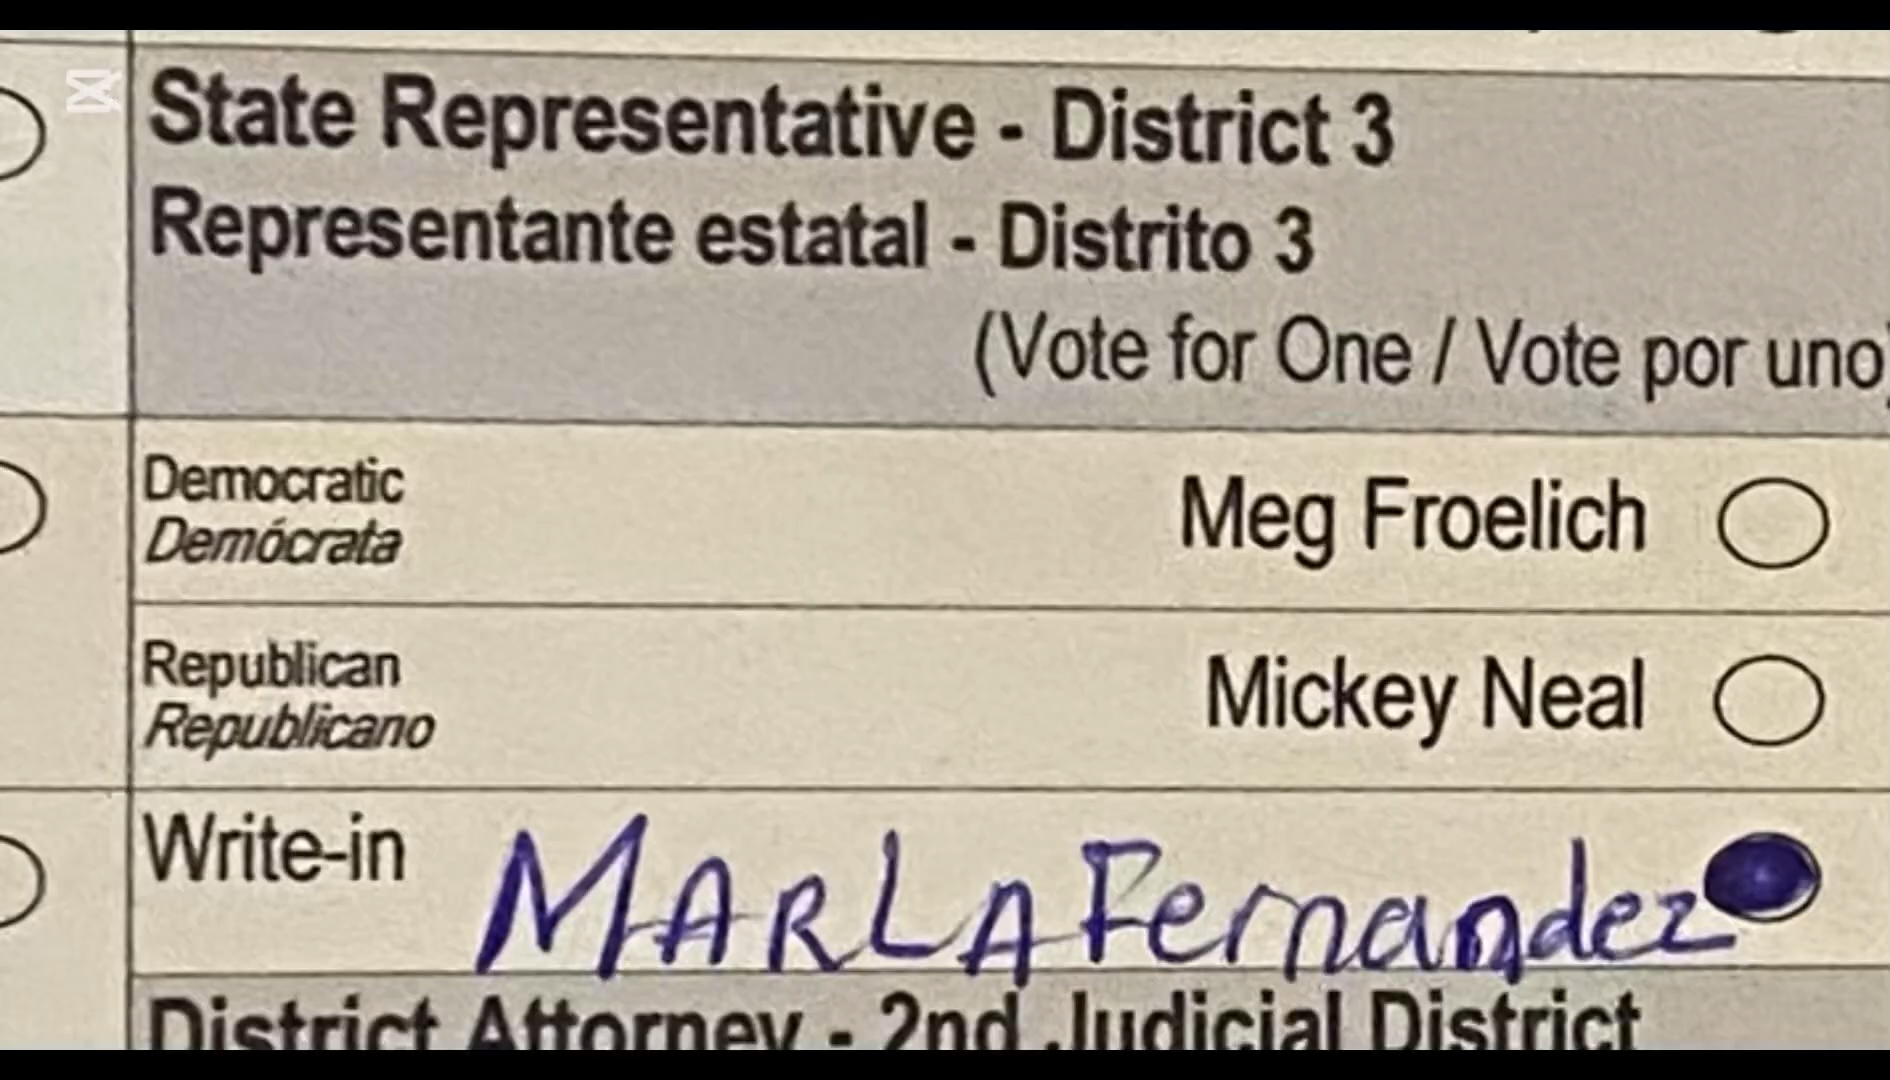 State Representative - District 3
Representante estatal - Distrito 3
(Vote for One / Vote por uno)
Democratic
Demócrata
Meg Froelich
Republican
Republicano
Mickey Neal
Write-in MARLA Fernandez
District Attorney - 2nd Judicial District